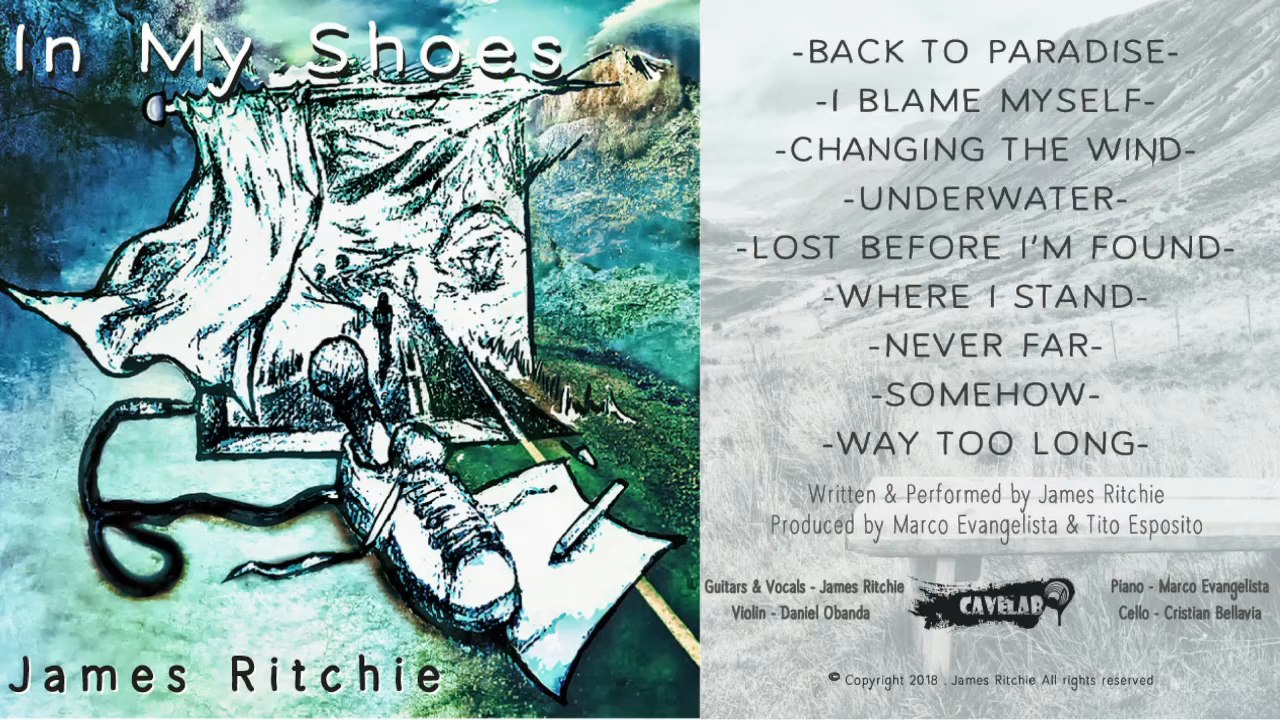 In My Shoes
James Ritchie
-BACK TO PARADISE-
-I BLAME MYSELF-
-CHANGING THE WIND-
-UNDERWATER-
-LOST BEFORE I'M FOUND-
-WHERE I STAND-
-NEVER FAR-
-SOMEHOW-
-WAY TOO LONG-
Written & Performed by James Ritchie
Produced by Marco Evangelista & Tito Esposito
Guitars & Vocals - James Ritchie
Violin - Daniel Obanda
CAVELAB
Piano - Marco Evangelista
Cello - Cristian Bellavia
© Copyright 2018 . James Ritchie All rights reserved